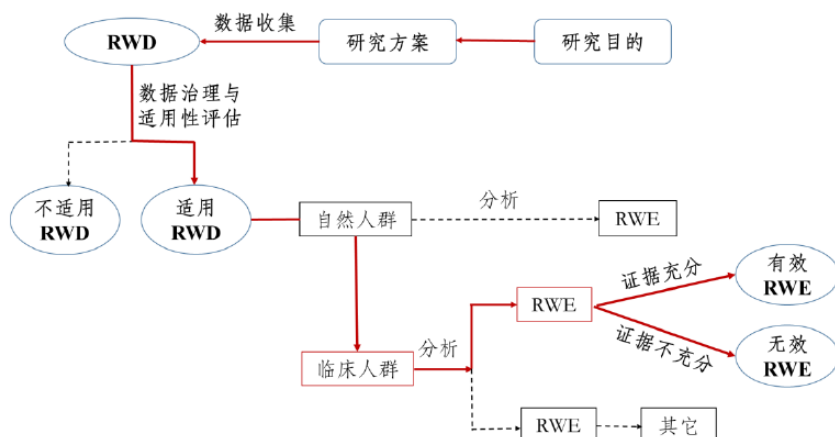 RWD
数据收集
研究方案
研究目的
数据治理与
适用性评估
不适用
RWD
适用
RWD
自然人群
分析
RWE
临床人群
分析
RWE
证据充分
有效
RWE
证据不充分
无效
RWE
RWE
其它